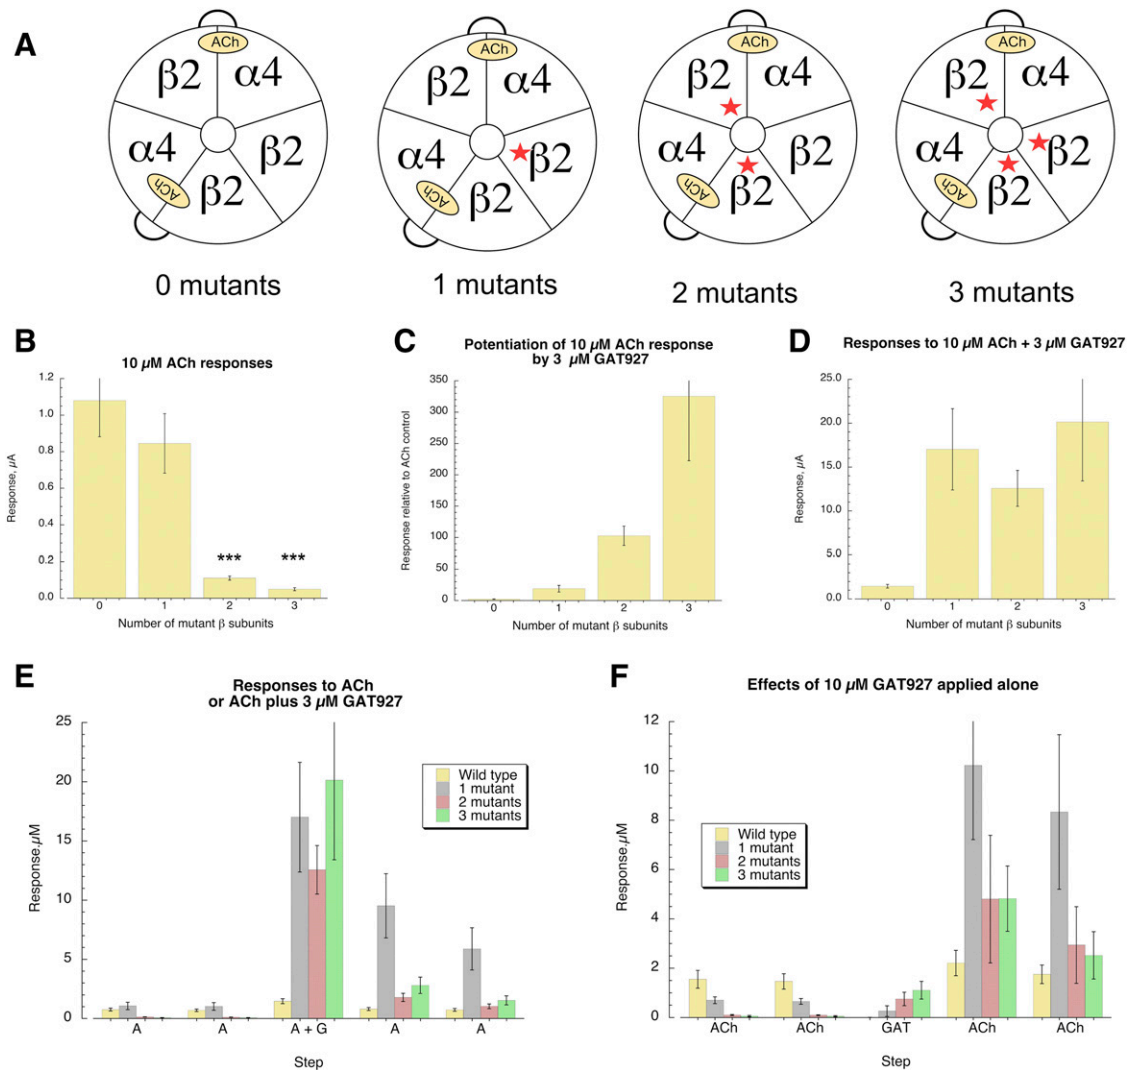 A
ACh
β2
α4
α4
β2
ACh
β2
0 mutants
ACh
β2
α4
α4
β2
ACh
β2
1 mutants
ACh
β2
α4
α4
β2
ACh
β2
2 mutants
ACh
β2
α4
α4
β2
ACh
β2
3 mutants
B
10 µM ACh responses
1.2
1.0
0.8
0.6
0.4
0.2
0.0
Response, µA
***
***
0 1 2 3
Number of mutant β subunits
C
Potentiation of 10 µM ACh response
by 3 µM GAT927
350
300
250
200
150
100
50
0
Response relative to ACh control
0 1 2 3
Number of mutant β subunits
D
Responses to 10 µM ACh + 3 µM GAT927
25.0
20.0
15.0
10.0
5.0
0.0
Response, µA
0 1 2 3
Number of mutant β subunits
E
Responses to ACh
or ACh plus 3 µM GAT927
25
20
15
10
5
0
Response.µM
Wild type
1 mutant
2 mutants
3 mutants
A A A + G A A
Step
F
Effects of 10 µM GAT927 applied alone
12
10
8
6
4
2
0
Response.µM
Wild type
1 mutant
2 mutants
3 mutants
ACh ACh GAT ACh ACh
Step